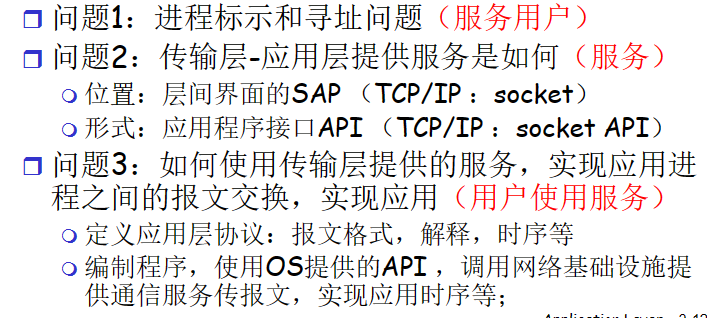 问题1：进程标示和寻址问题（服务用户）
问题2：传输层-应用层提供服务是如何（服务）
位置：层间界面的SAP （TCP/IP ：socket）
形式：应用程序接口API （TCP/IP ：socket API）
问题3：如何使用传输层提供的服务，实现应用进
程之间的报文交换，实现应用（用户使用服务）
定义应用层协议：报文格式，解释，时序等
编制程序，使用OS提供的API ，调用网络基础设施提
供通信服务传报文，实现应用时序等；